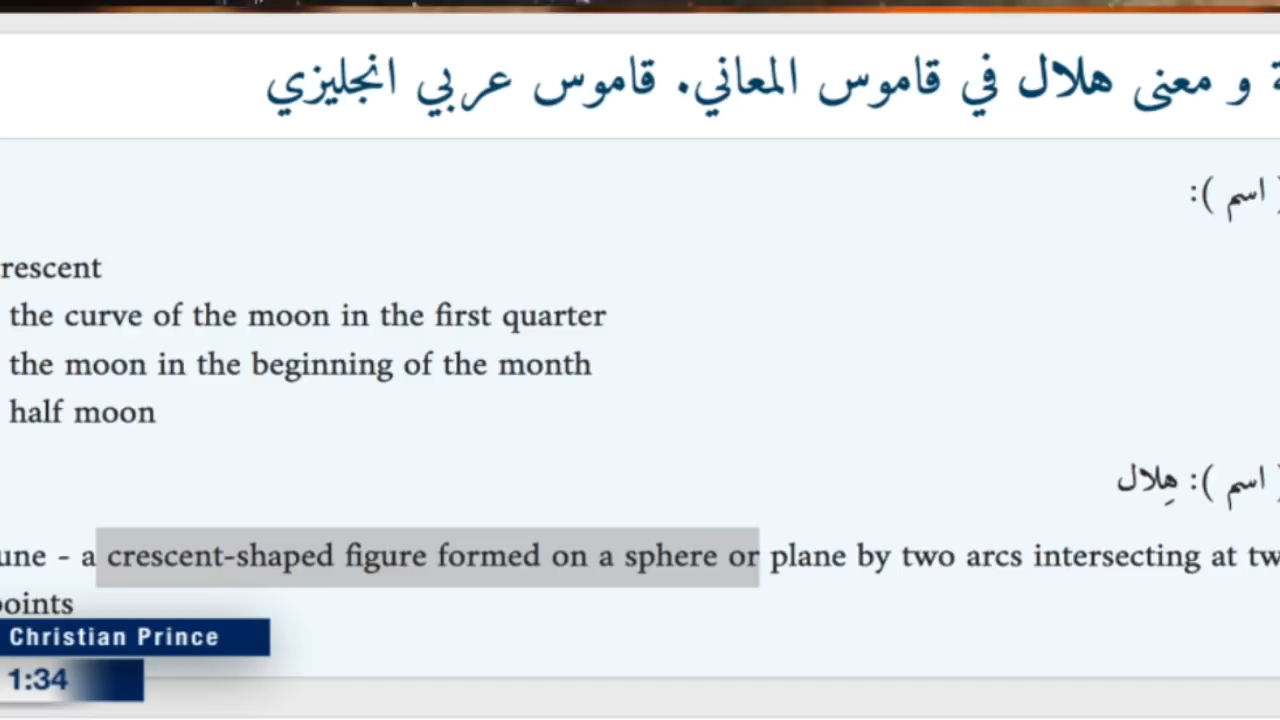 ة و معنى هلال في قاموس المعاني. قاموس عربي انجليزي
( اسم ):
rescent
the curve of the moon in the first quarter
the moon in the beginning of the month
half moon
( اسم ): هِلال
une - a crescent-shaped figure formed on a sphere or plane by two arcs intersecting at tw
points
Christian Prince
1:34